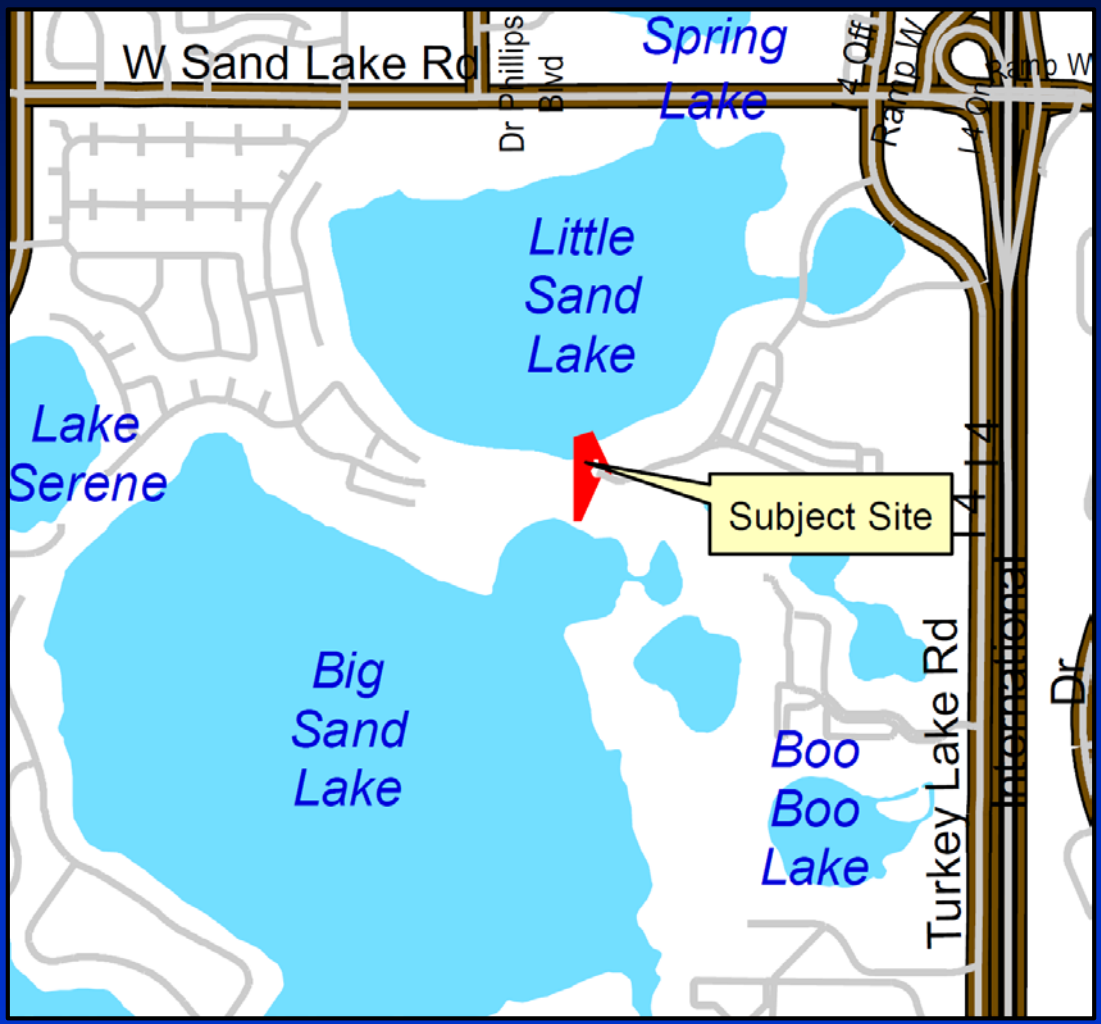 W Sand Lake Rd
Dr Phillips
Blvd
Spring
Lake
I 4 Off
Ramp W
I 4 On
Ramp W
Little
Sand
Lake
Lake
Serene
Subject Site
I 4
I 4
Big
Sand
Lake
Boo
Boo
Lake
Turkey Lake Rd
International
Dr